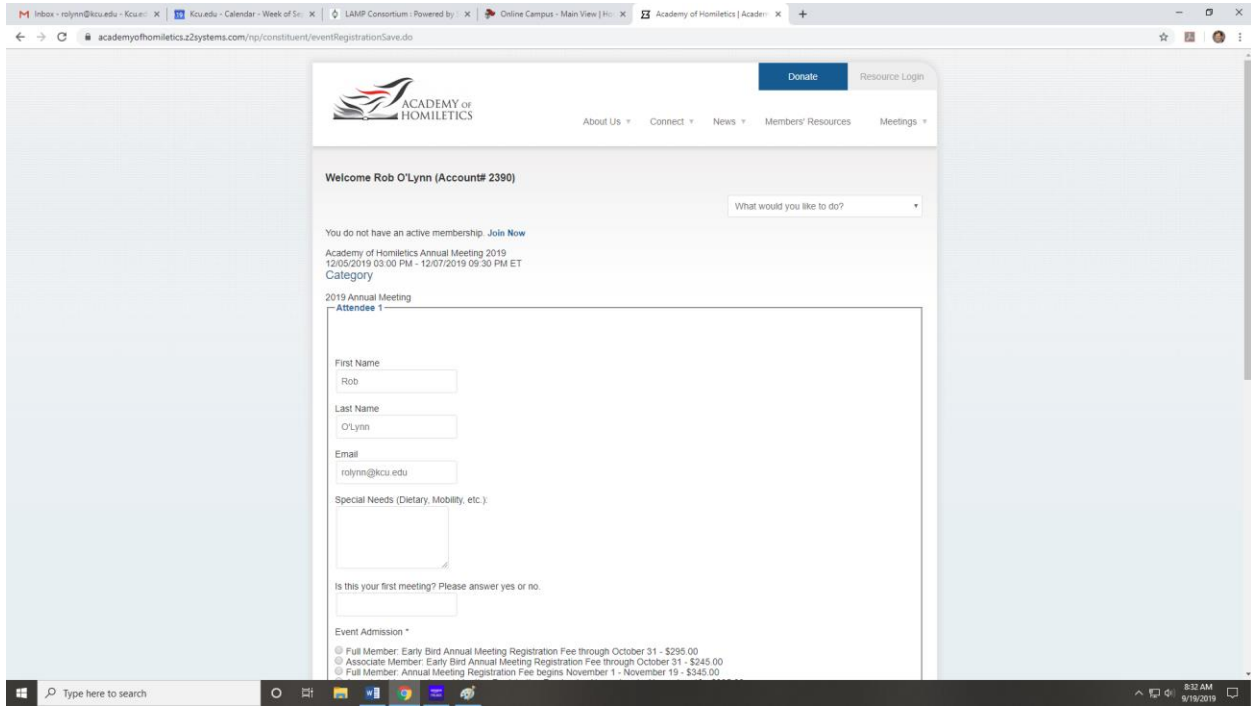 Inbox - rolynn@kcu.edu - Kcu.ed
Kcu.edu - Calendar - Week of Se
LAMP Consortium : Powered by
Online Campus - Main View | Ho
Academy of Homiletics | Academ
academyofhomiletics.z2systems.com/np/constituent/eventRegistrationSave.do
Donate
Resource Login
ACADEMY OF
HOMILETICS
About Us
Connect
News
Members' Resources
Meetings
Welcome Rob O'Lynn (Account# 2390)
What would you like to do?
You do not have an active membership. Join Now
Academy of Homiletics Annual Meeting 2019
12/05/2019 03:00 PM - 12/07/2019 09:30 PM ET
Category
2019 Annual Meeting
Attendee 1
First Name
Rob
Last Name
O'Lynn
Email
rolynn@kcu.edu
Special Needs (Dietary, Mobility, etc.):
Is this your first meeting? Please answer yes or no.
Event Admission *
Full Member: Early Bird Annual Meeting Registration Fee through October 31 - $295.00
Associate Member: Early Bird Annual Meeting Registration Fee through October 31 - $245.00
Full Member: Annual Meeting Registration Fee begins November 1 - November 19 - $345.00
Type here to search
8:32 AM
9/19/2019